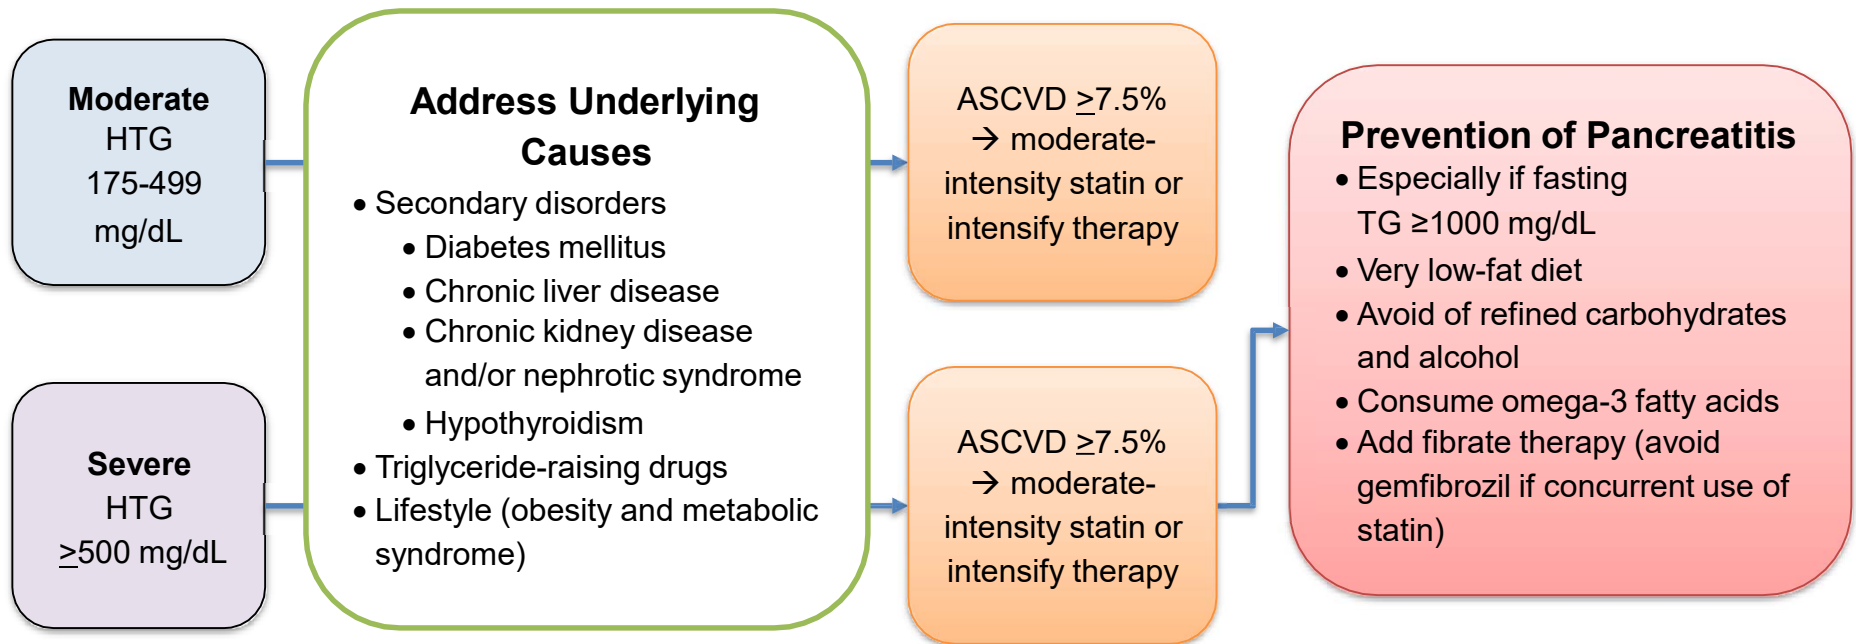 Moderate
HTG
175-499
mg/dL
Severe
HTG
≥500 mg/dL
Address Underlying
Causes
• Secondary disorders
• Diabetes mellitus
• Chronic liver disease
• Chronic kidney disease
and/or nephrotic syndrome
• Hypothyroidism
• Triglyceride-raising drugs
• Lifestyle (obesity and metabolic
syndrome)
ASCVD ≥7.5%
→ moderate-
intensity statin or
intensify therapy
ASCVD ≥7.5%
→ moderate-
intensity statin or
intensify therapy
Prevention of Pancreatitis
• Especially if fasting
TG ≥1000 mg/dL
• Very low-fat diet
• Avoid of refined carbohydrates
and alcohol
• Consume omega-3 fatty acids
• Add fibrate therapy (avoid
gemfibrozil if concurrent use of
statin)